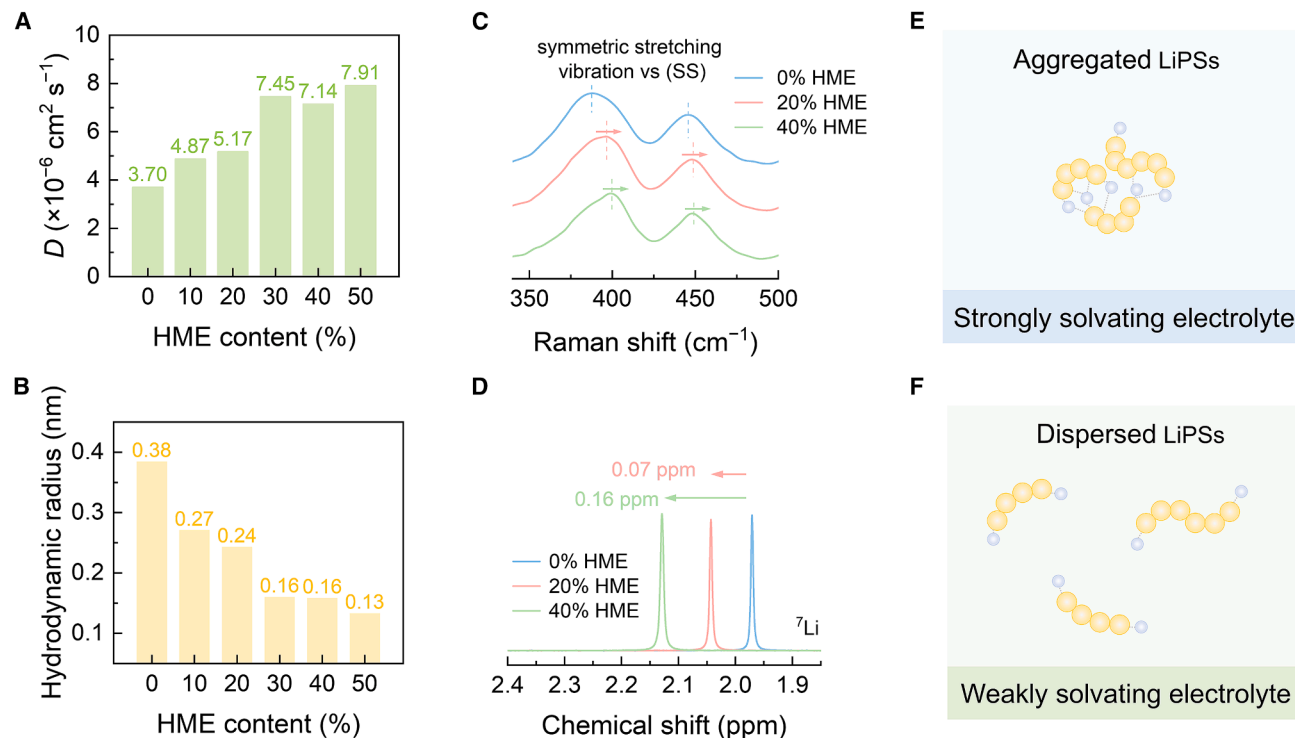 A
D (×10⁻⁶ cm² s⁻¹)
10
8
6
4
2
0
3.70
4.87
5.17
7.45
7.14
7.91
0 10 20 30 40 50
HME content (%)
B
Hydrodynamic radius (nm)
0.4
0.3
0.2
0.1
0.38
0.27
0.24
0.16
0.16
0.13
0 10 20 30 40 50
HME content (%)
C
symmetric stretching
vibration vs (SS)
0% HME
20% HME
40% HME
350 400 450 500
Raman shift (cm⁻¹)
D
0.07 ppm
0.16 ppm
0% HME
20% HME
40% HME
⁷Li
2.4 2.3 2.2 2.1 2.0 1.9
Chemical shift (ppm)
E
Aggregated LiPSs
Strongly solvating electrolyte
F
Dispersed LiPSs
Weakly solvating electrolyte